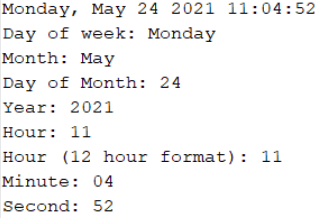 Monday, May 24 2021 11:04:52
Day of week: Monday
Month: May
Day of Month: 24
Year: 2021
Hour: 11
Hour (12 hour format): 11
Minute: 04
Second: 52